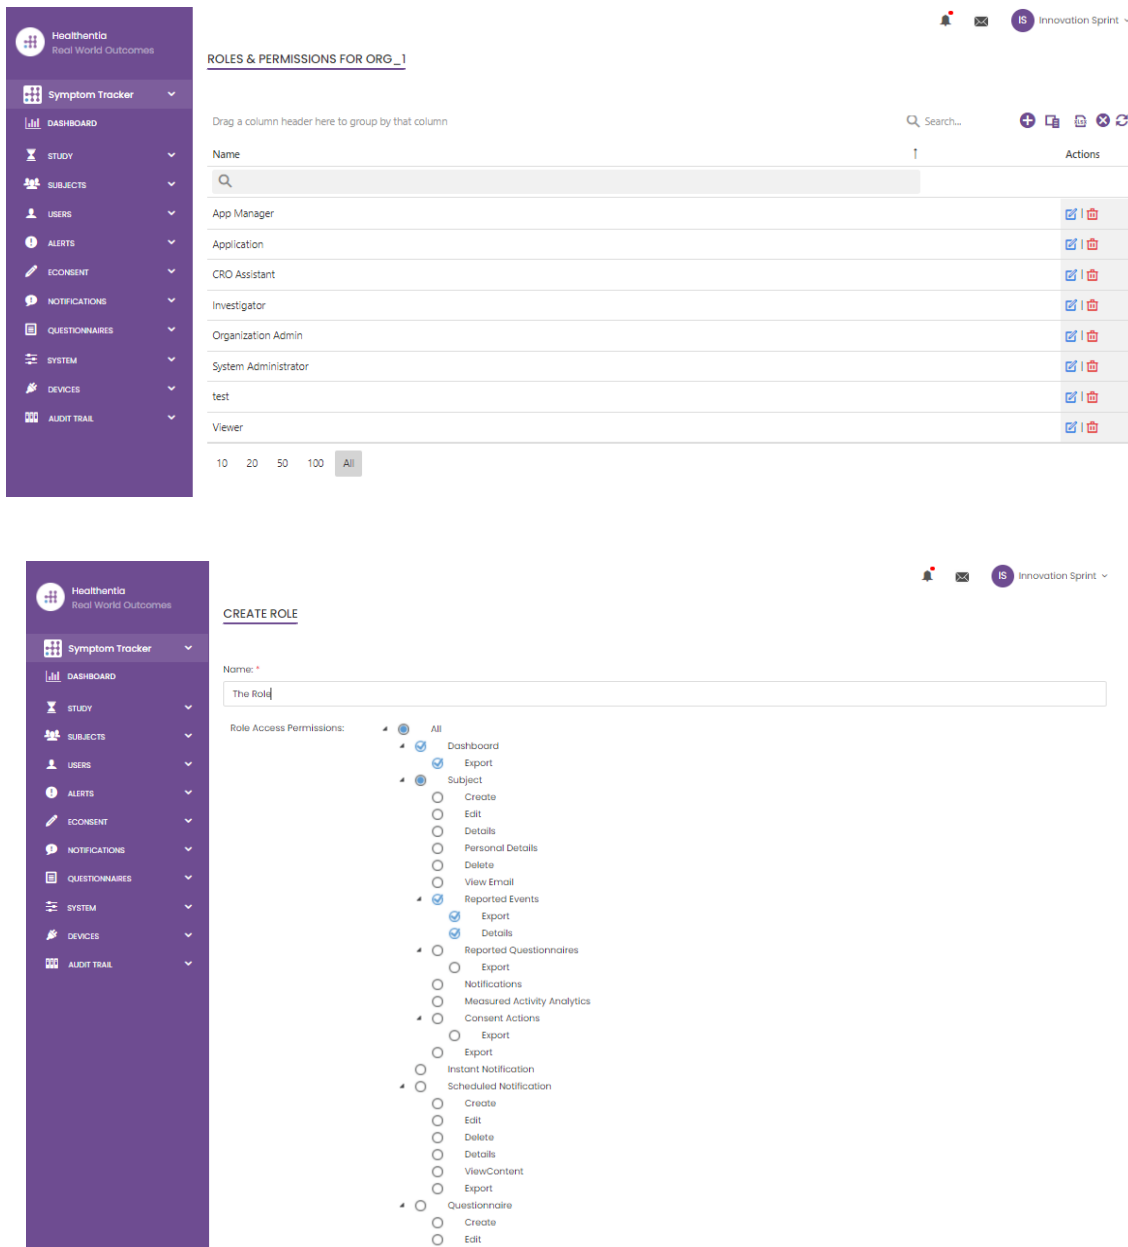 Healthentia
Real World Outcomes
IS Innovation Sprint
ROLES & PERMISSIONS FOR ORG_1
Symptom Tracker
DASHBOARD
STUDY
SUBJECTS
USERS
ALERTS
ECONSENT
NOTIFICATIONS
QUESTIONNAIRES
SYSTEM
DEVICES
AUDIT TRAIL
Drag a column header here to group by that column
Search...
Name
Actions
App Manager
Application
CRO Assistant
Investigator
Organization Admin
System Administrator
test
Viewer
10 20 50 100 All
Healthentia
Real World Outcomes
IS Innovation Sprint
CREATE ROLE
Symptom Tracker
DASHBOARD
STUDY
SUBJECTS
USERS
ALERTS
ECONSENT
NOTIFICATIONS
QUESTIONNAIRES
SYSTEM
DEVICES
AUDIT TRAIL
Name: *
The Role
Role Access Permissions:
All
Dashboard
Export
Subject
Create
Edit
Details
Personal Details
Delete
View Email
Reported Events
Export
Details
Reported Questionnaires
Export
Notifications
Measured Activity Analytics
Consent Actions
Export
Export
Instant Notification
Scheduled Notification
Create
Edit
Delete
Details
ViewContent
Export
Questionnaire
Create
Edit